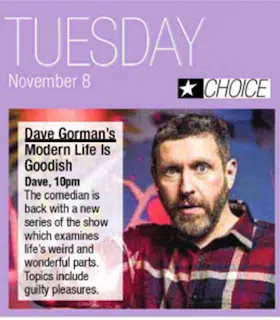 TUESDAY
November 8
CHOICE
Dave Gorman's
Modern Life Is
Goodish
Dave, 10pm
The comedian is
back with a new
series of the show
which examines
life's weird and
wonderful parts.
Topics include
guilty pleasures.